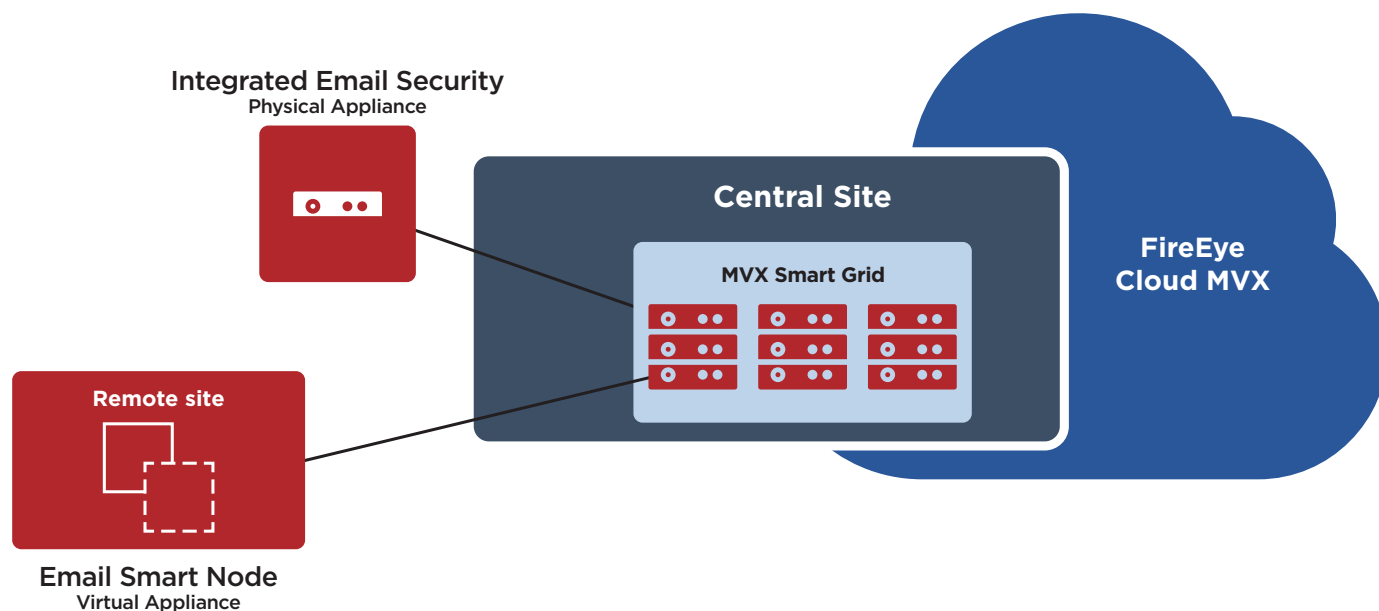 Integrated Email Security
Physical Appliance
Central Site
MVX Smart Grid
FireEye
Cloud MVX
Remote site
Email Smart Node
Virtual Appliance